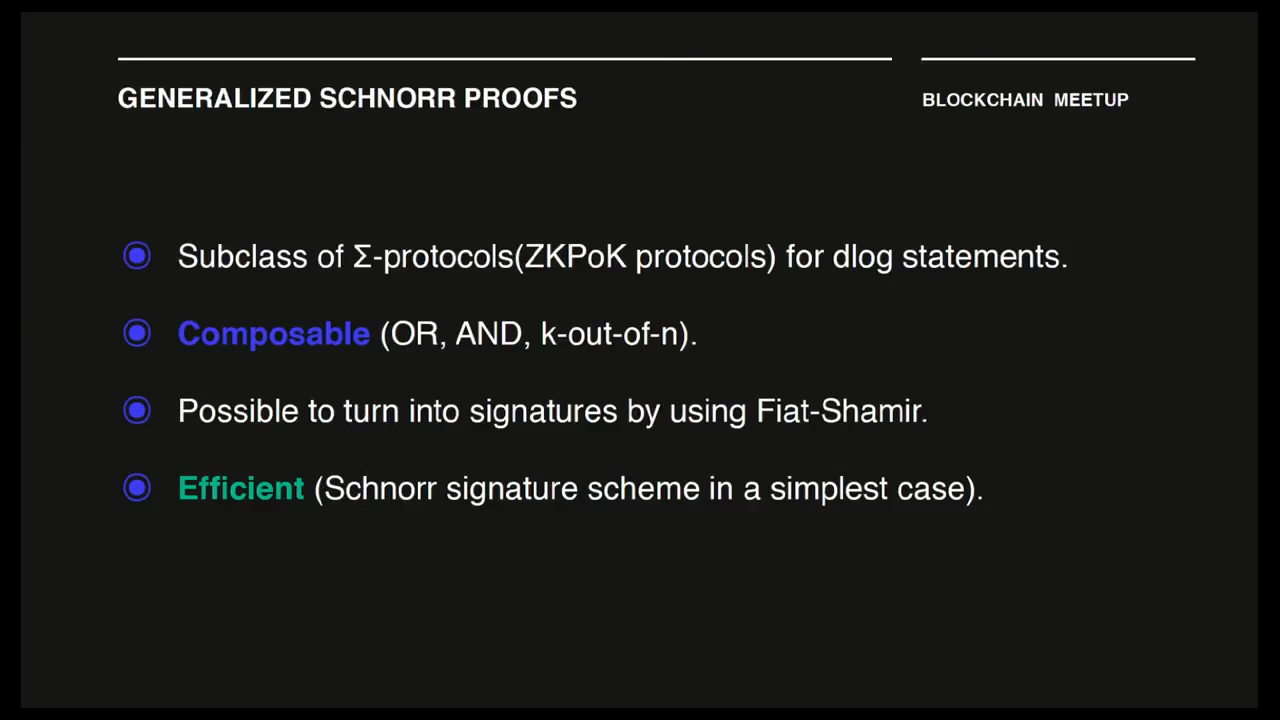 GENERALIZED SCHNORR PROOFS
BLOCKCHAIN MEETUP
Subclass of Σ-protocols(ZKPoK protocols) for dlog statements.
Composable (OR, AND, k-out-of-n).
Possible to turn into signatures by using Fiat-Shamir.
Efficient (Schnorr signature scheme in a simplest case).